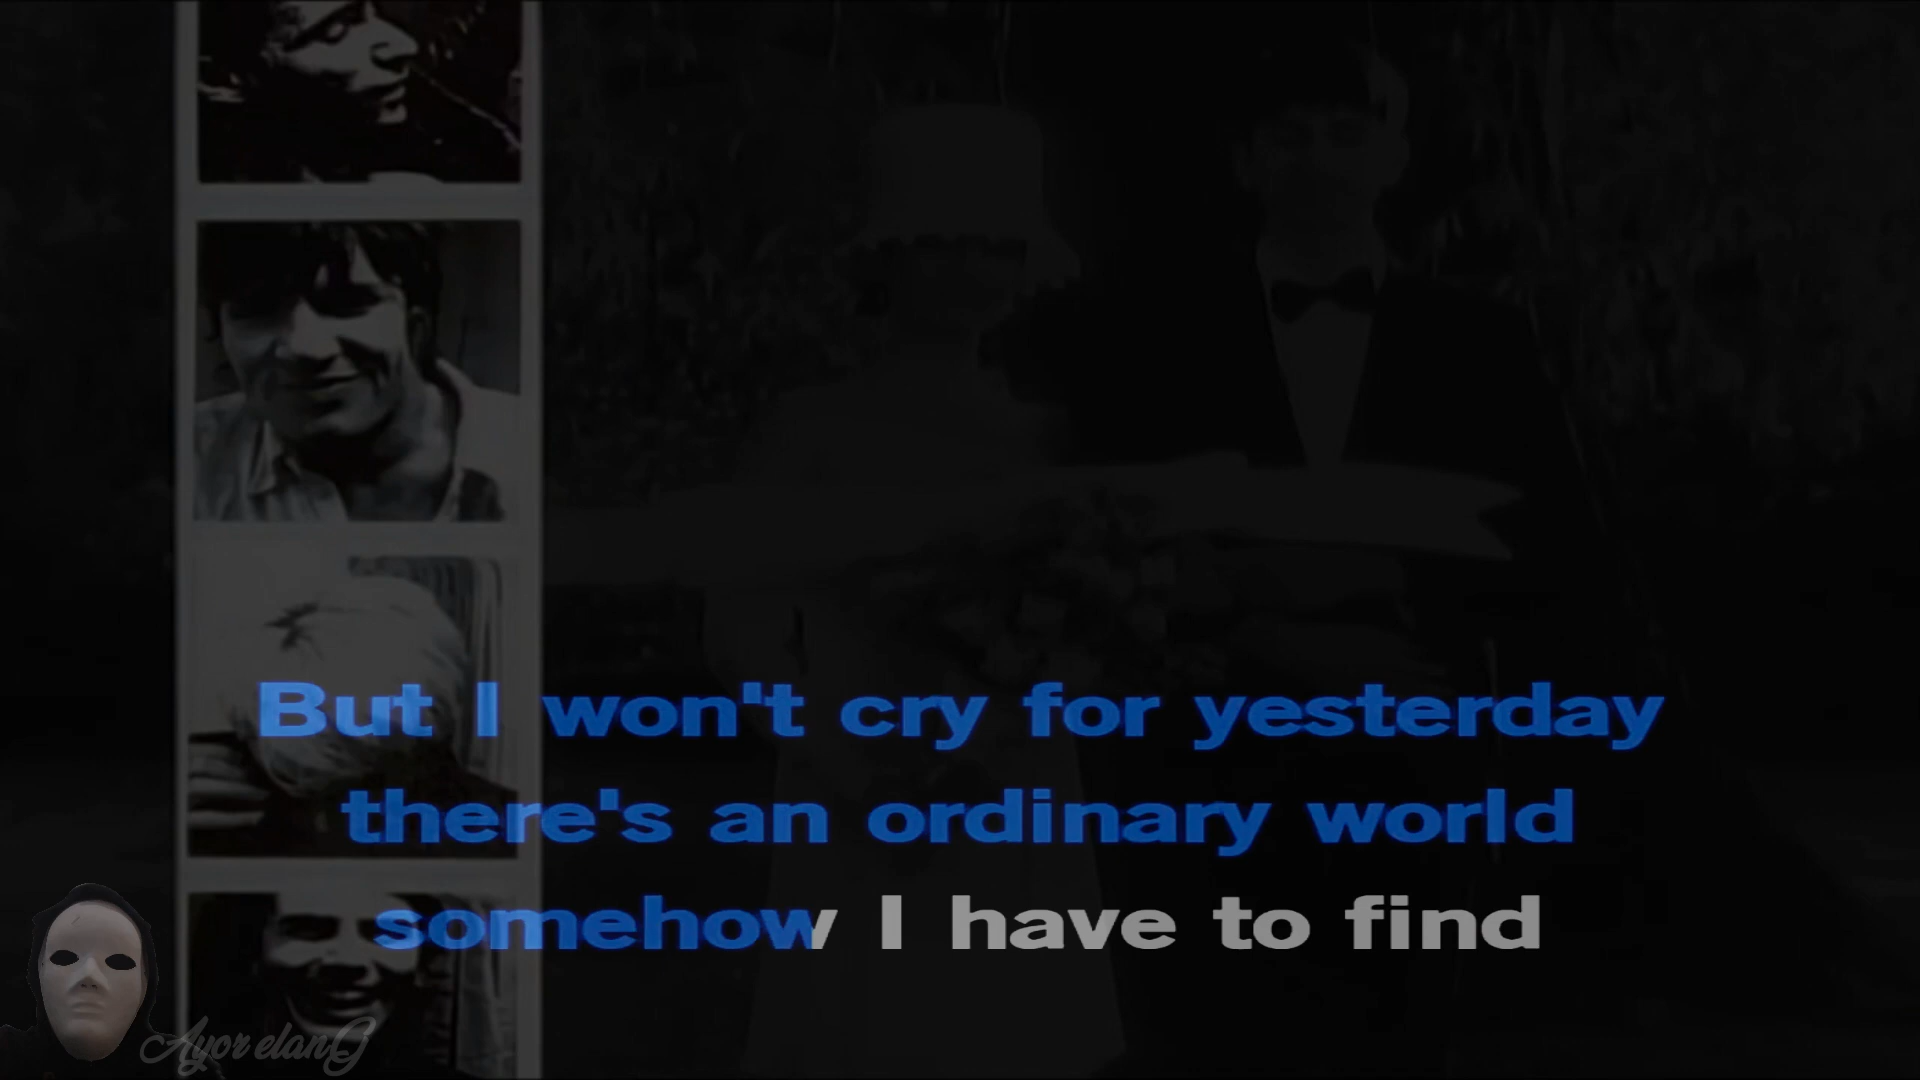 But I won't cry for yesterday
there's an ordinary world
somehow I have to find
Ayor elanG